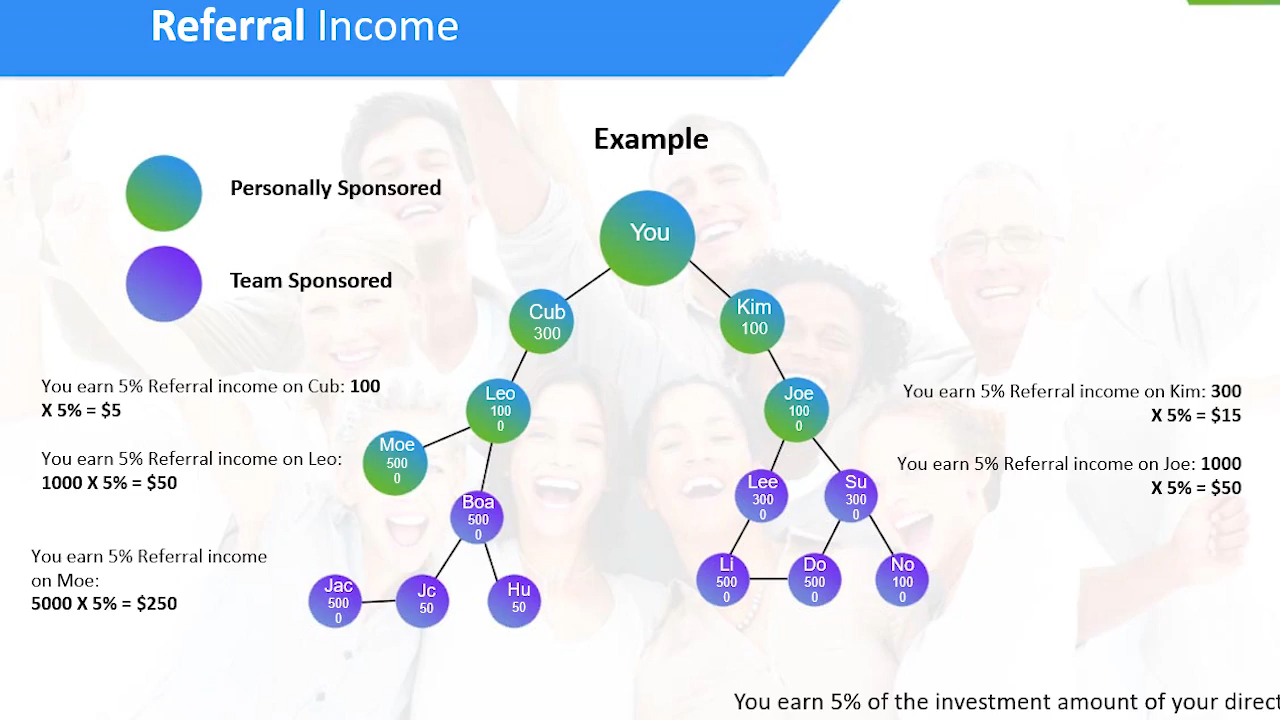 Referral Income
Example
Personally Sponsored
Team Sponsored
You
Cub
300
Kim
100
Leo
100
0
Joe
100
0
Moe
500
0
Lee
300
0
Su
300
0
Boa
500
0
Li
500
0
Do
500
0
No
100
0
Jac
500
0
Jc
50
Hu
50
You earn 5% Referral income on Cub: 100
X 5% = $5
You earn 5% Referral income on Leo:
1000 X 5% = $50
You earn 5% Referral income
on Moe:
5000 X 5% = $250
You earn 5% Referral income on Kim: 300
X 5% = $15
You earn 5% Referral income on Joe: 1000
X 5% = $50
You earn 5% of the investment amount of your direct